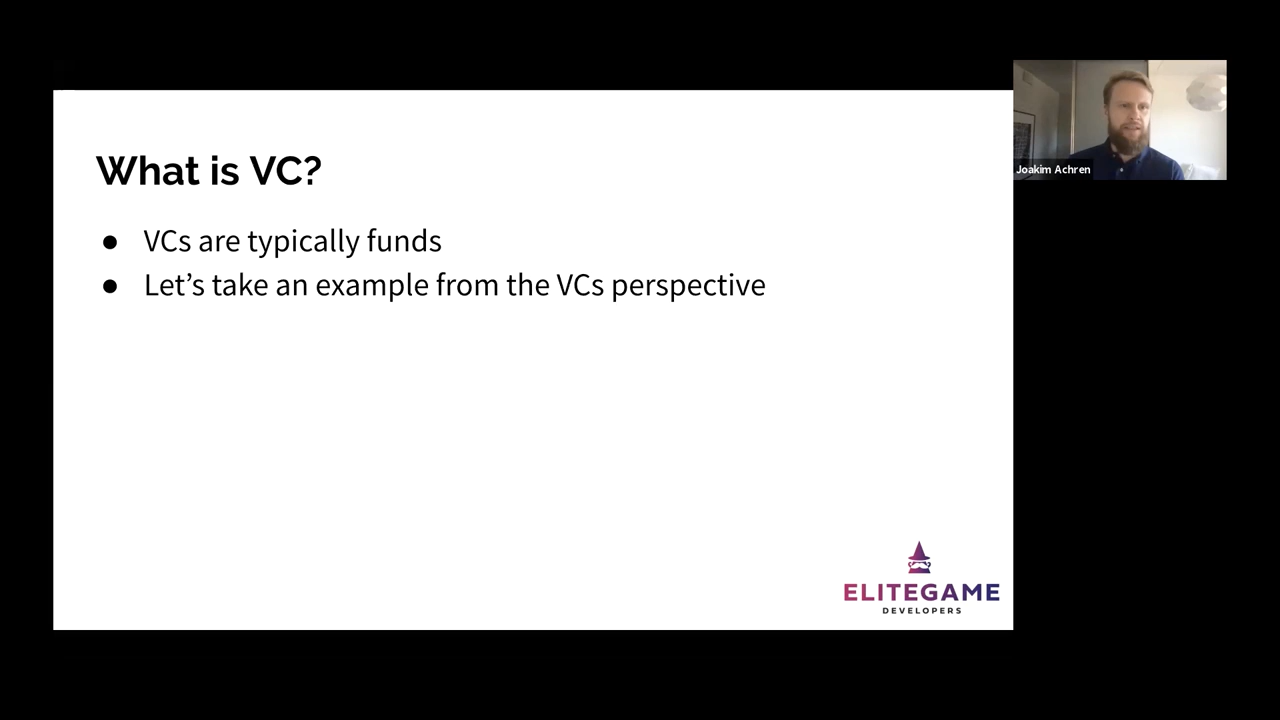 What is VC?
● VCs are typically funds
● Let’s take an example from the VCs perspective
Joakim Achren
ELITEGAME
DEVELOPERS